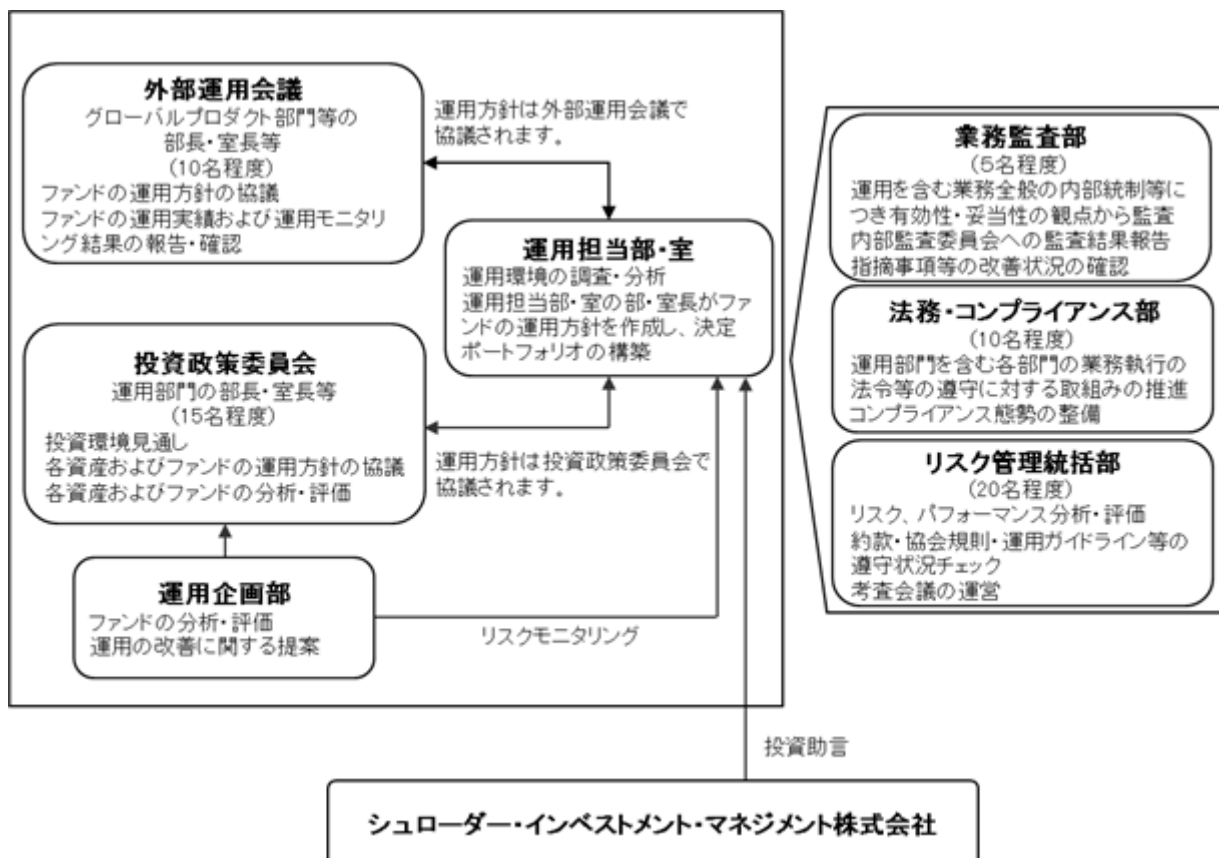 外部運用会議
グローバルプロダクト部門等の
部長・室長等
(10名程度)
ファンドの運用方針の協議
ファンドの運用実績および運用モニタリ
ング結果の報告・確認
運用方針は外部運用会議で
協議されます。
運用担当部・室
運用環境の調査・分析
運用担当部・室の部・室長がファ
ンドの運用方針を作成し、決定
ポートフォリオの構築
投資政策委員会
運用部門の部長・室長等
(15名程度)
投資環境見通し
各資産およびファンドの運用方針の協議
各資産およびファンドの分析・評価
運用方針は投資政策委員会で
協議されます。
運用企画部
ファンドの分析・評価
運用の改善に関する提案
リスクモニタリング
業務監査部
(5名程度)
運用を含む業務全般の内部統制等に
つき有効性・妥当性の観点から監査
内部監査委員会への監査結果報告
指摘事項等の改善状況の確認
法務・コンプライアンス部
(10名程度)
運用部門を含む各部門の業務執行の
法令等の遵守に対する取組みの推進
コンプライアンス態勢の整備
リスク管理統括部
(20名程度)
リスク、パフォーマンス分析・評価
約款・協会規則・運用ガイドライン等の
遵守状況チェック
考査会議の運営
投資助言
シュローダー・インベストメント・マネジメント株式会社